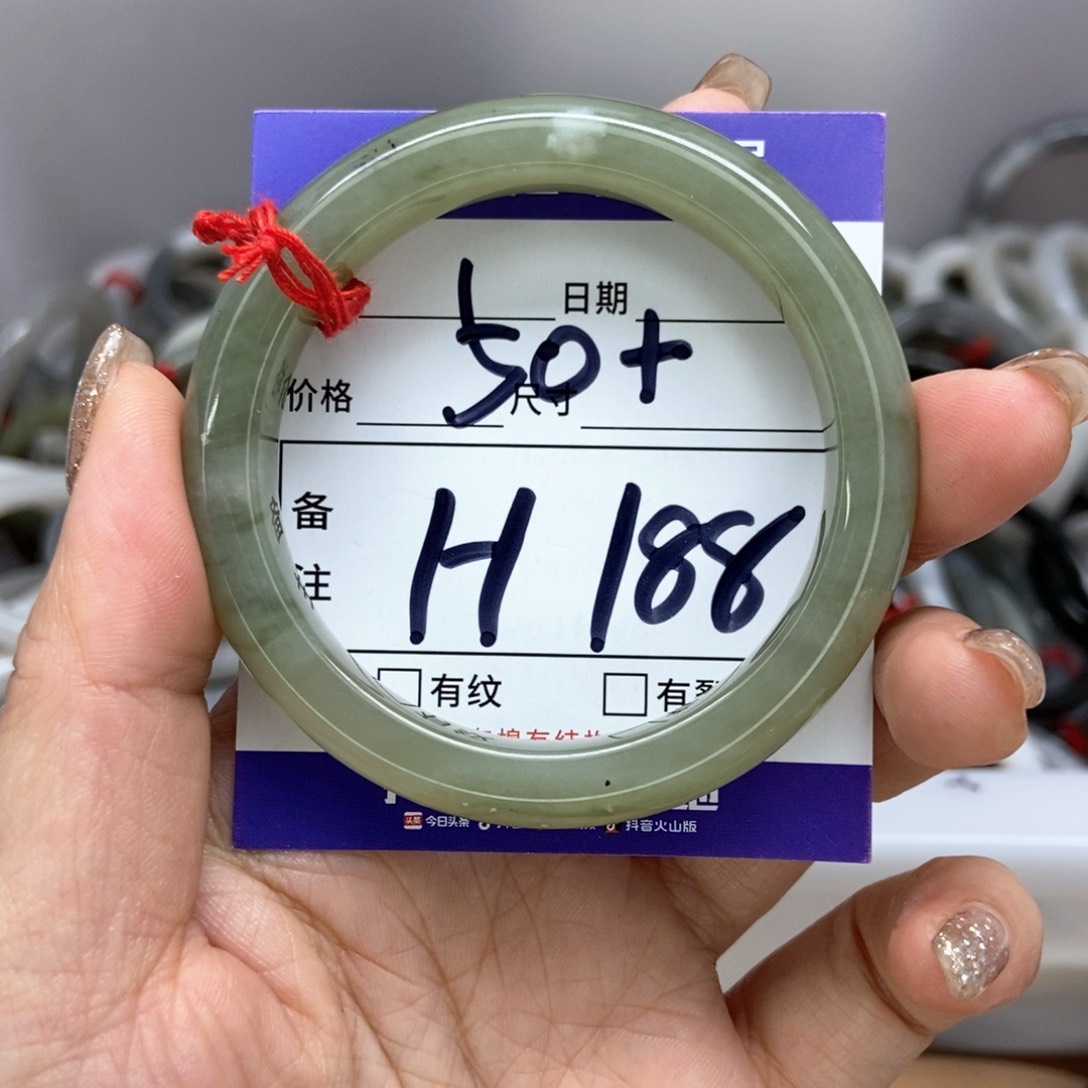 日期
50+
价格 尺寸
备注
H 188
有纹 有裂
今日头条 抖音火山版